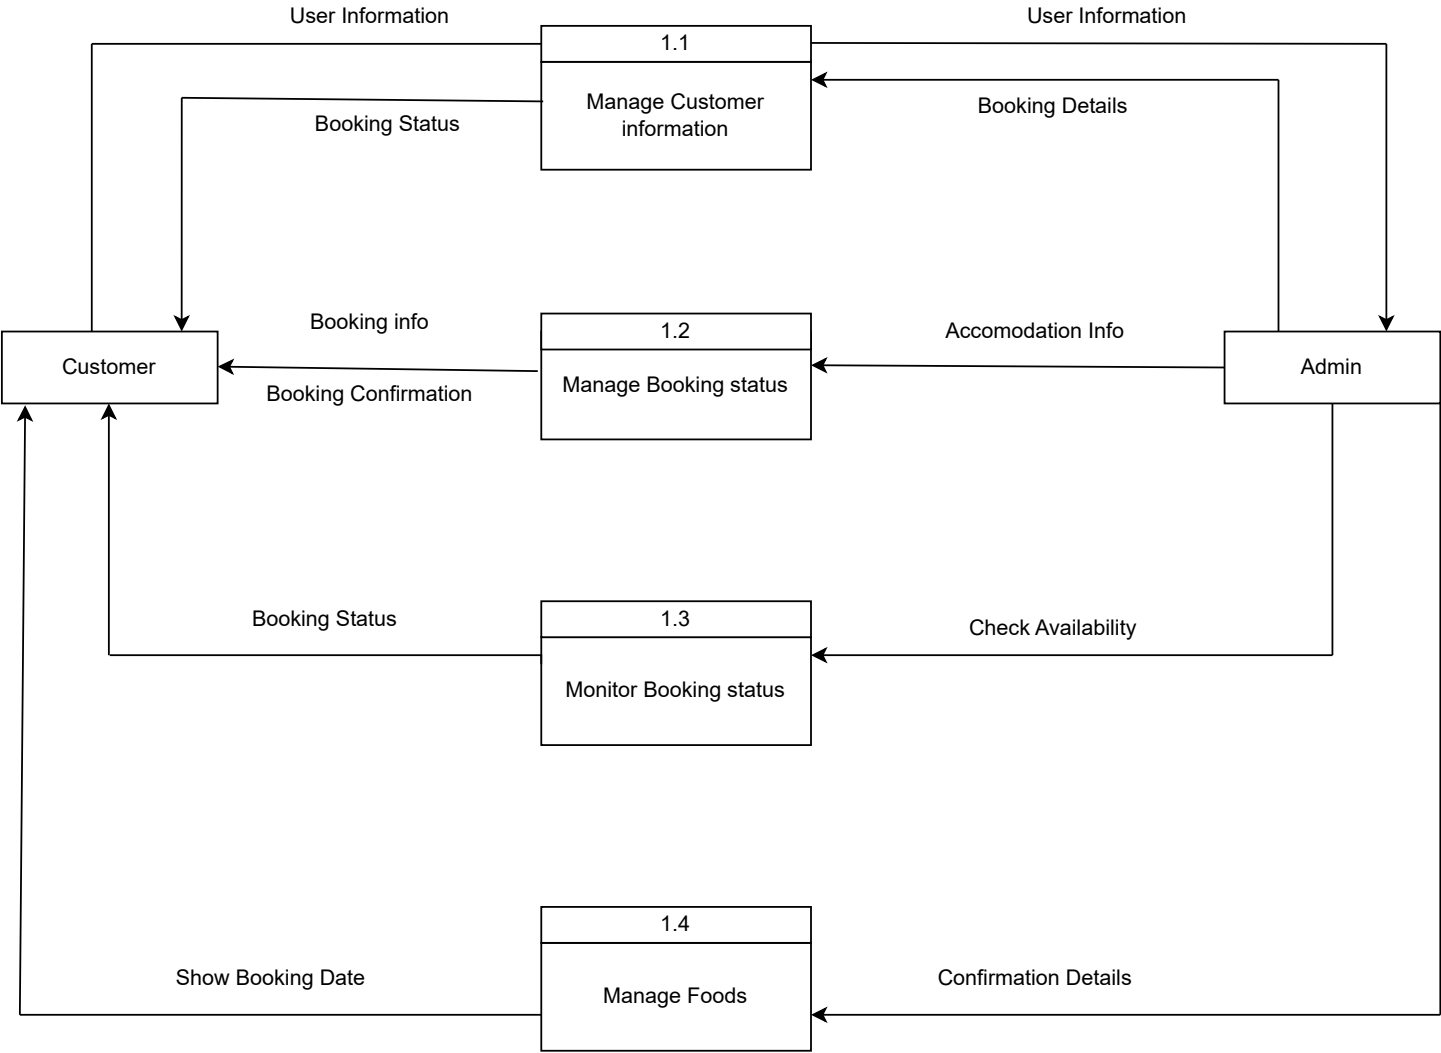 User Information
User Information
1.1
Manage Customer
information
Booking Status
Booking Details
Booking info
Booking Confirmation
1.2
Manage Booking status
Accomodation Info
Customer
Admin
Booking Status
1.3
Monitor Booking status
Check Availability
Show Booking Date
1.4
Manage Foods
Confirmation Details